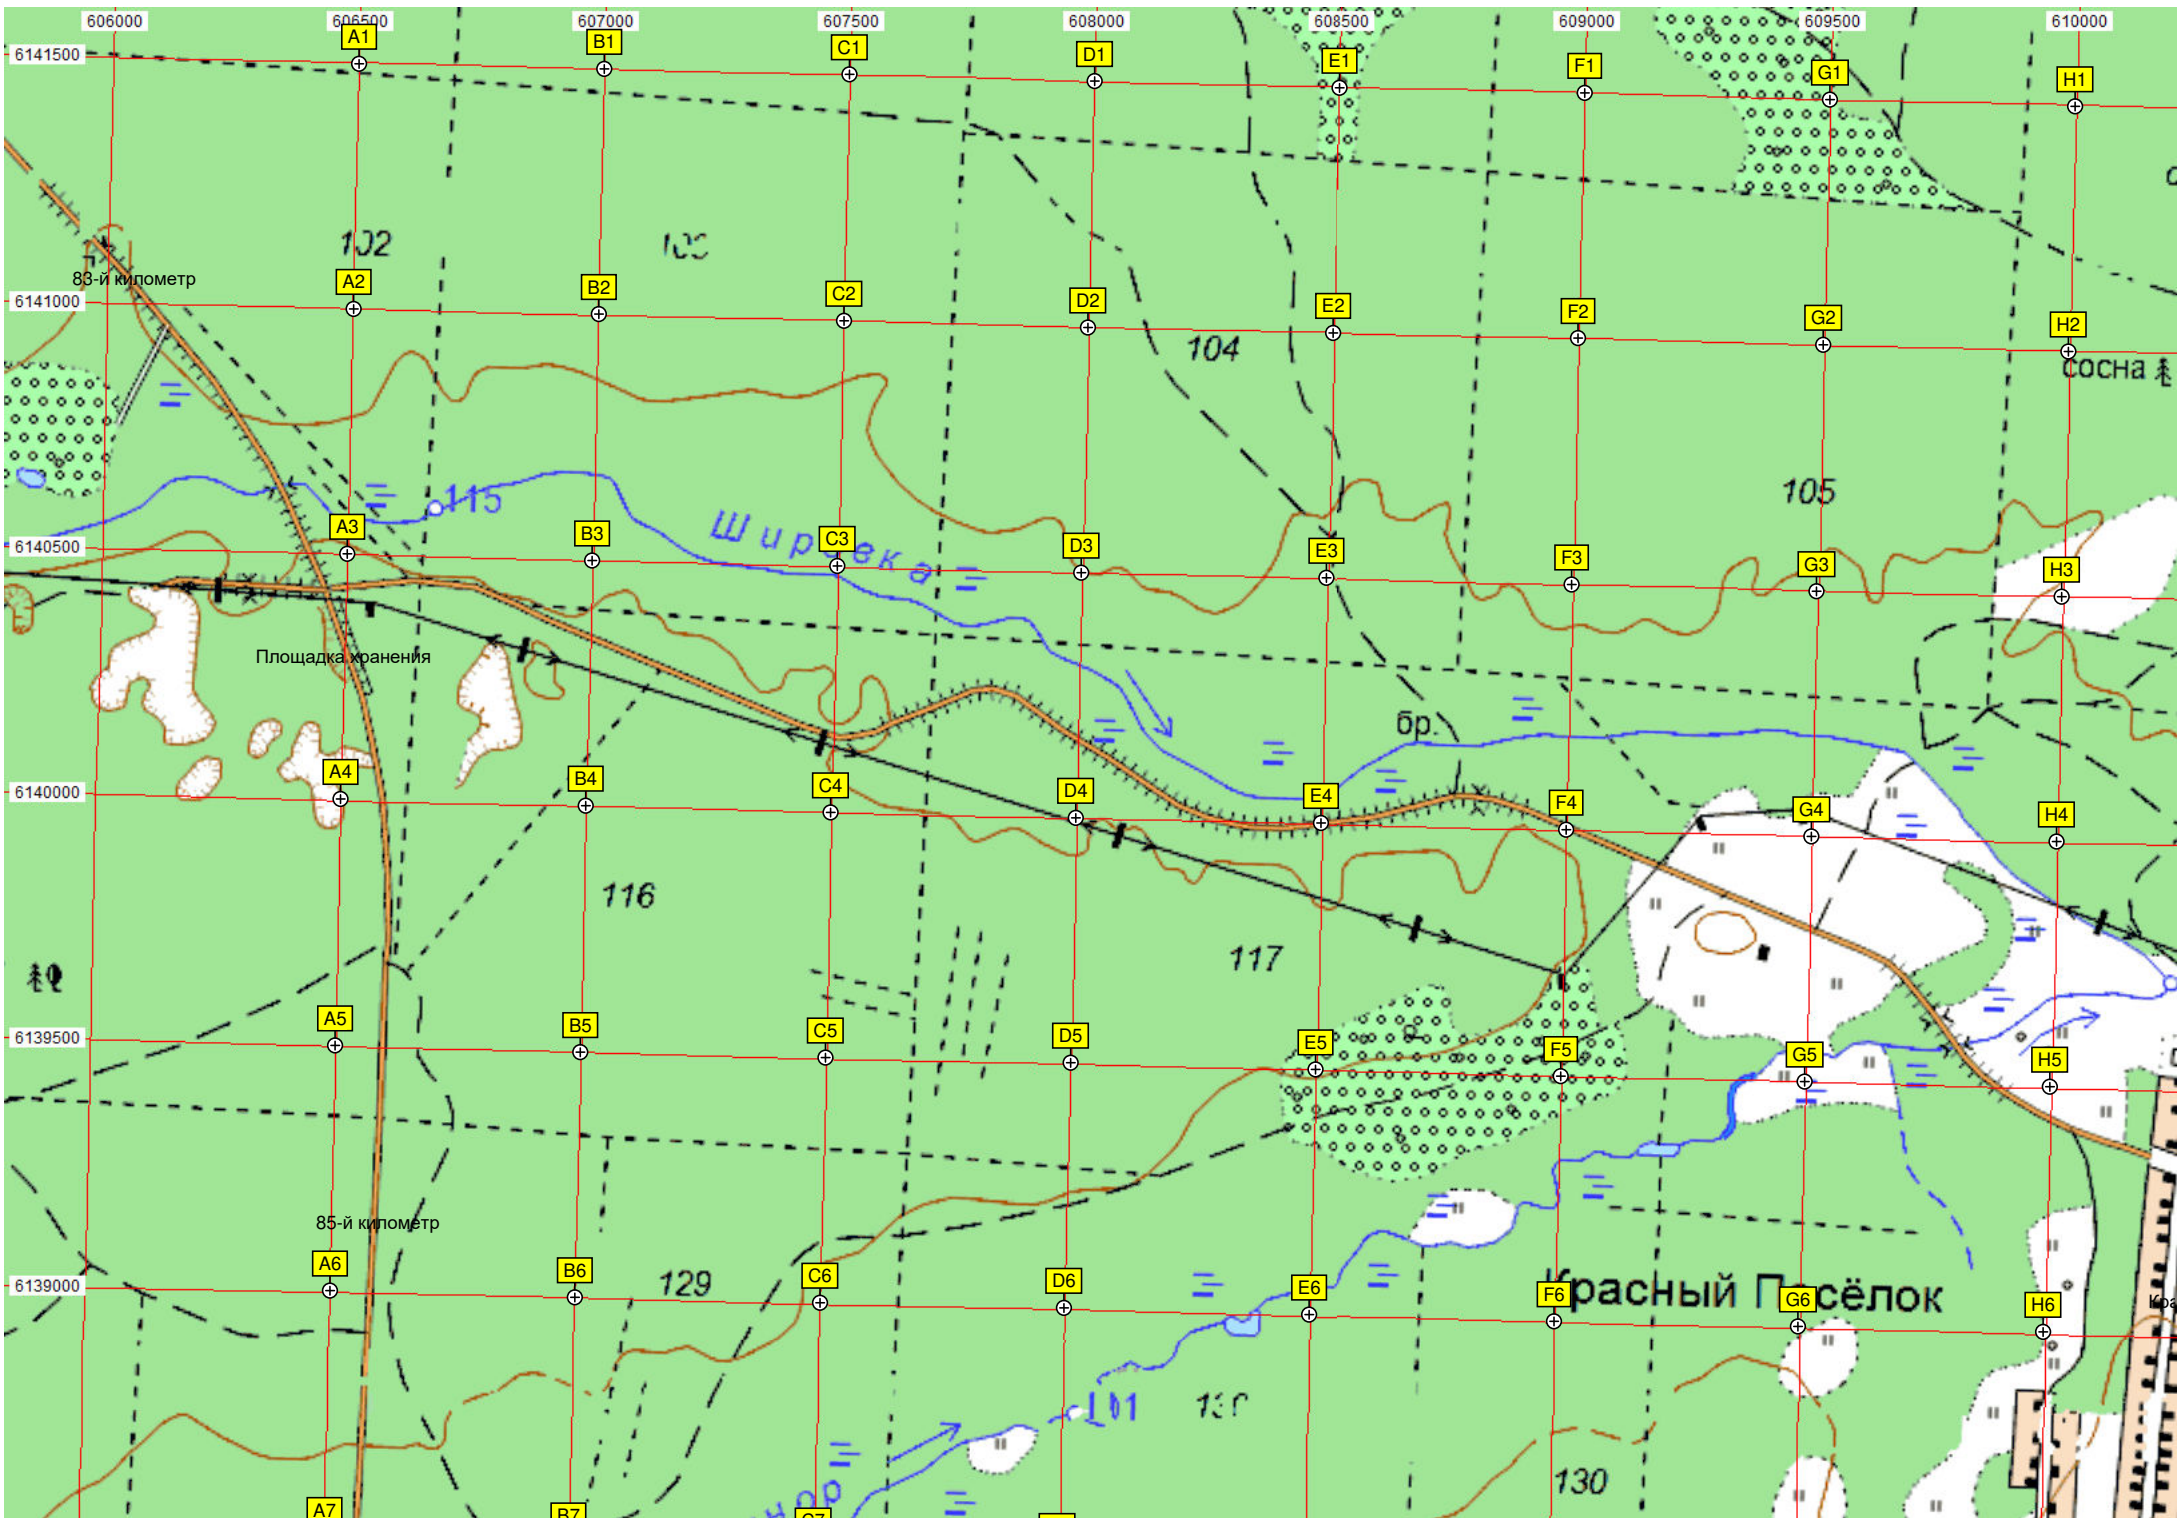 606000 606500 607000 607500 608000 608500 609000 609500 610000
6141500 A1 B1 C1 D1 E1 F1 G1 H1
102
83-й километр
6141000 A2 B2 C2 D2 E2 F2 G2 H2
104
сосна
115
105
Шировка
6140500 A3 B3 C3 D3 E3 F3 G3 H3
Площадка хранения
бр.
6140000 A4 B4 C4 D4 E4 F4 G4 H4
116
117
6139500 A5 B5 C5 D5 E5 F5 G5 H5
85-й километр
6139000 A6 B6 C6 D6 E6 F6 G6 H6
129
Красный Посёлок
Кра
101
130
A7 B7 C7